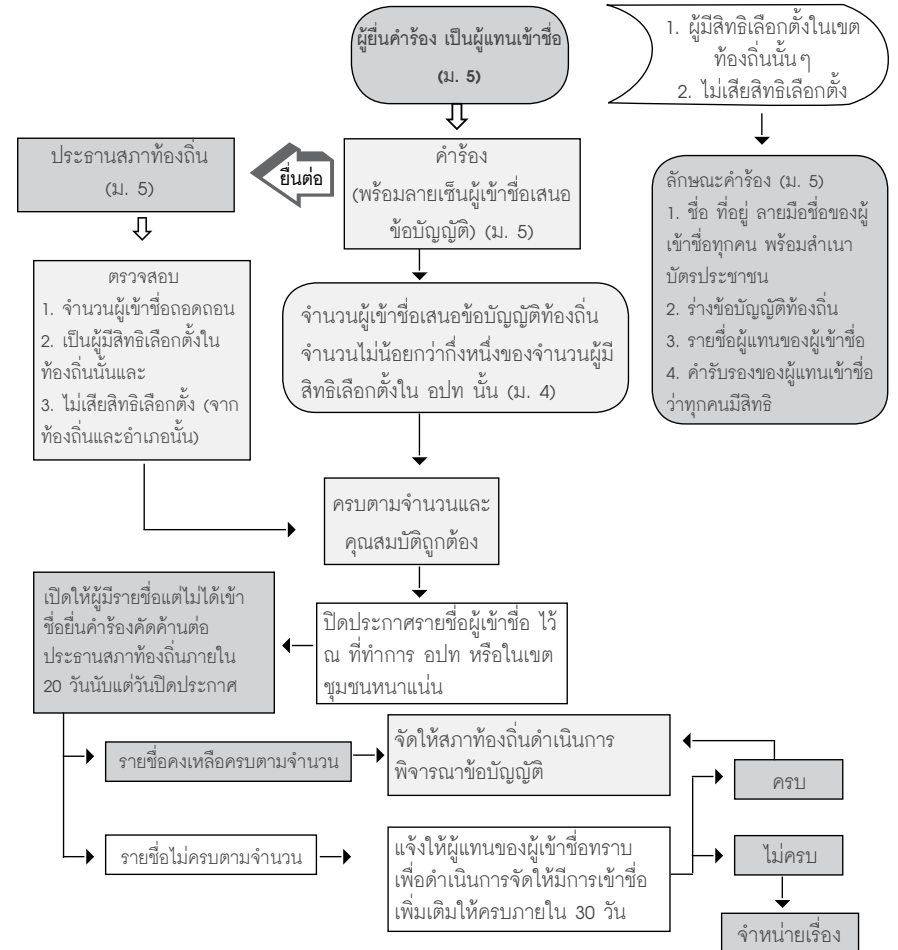 ผู้ยื่นคำร้อง เป็นผู้แทนเข้าชื่อ
(ม. 5)
1. ผู้มีสิทธิเลือกตั้งในเขต
ท้องถิ่นนั้นๆ
2. ไม่เสียสิทธิเลือกตั้ง
ประธานสภาท้องถิ่น
(ม. 5)
ยื่นต่อ
คำร้อง
(พร้อมลายเซ็นผู้เข้าชื่อเสนอ
ข้อบัญญัติ) (ม. 5)
ลักษณะคำร้อง (ม. 5)
1. ชื่อ ที่อยู่ ลายมือชื่อของผู้
เข้าชื่อทุกคน พร้อมสำเนา
บัตรประชาชน
2. ร่างข้อบัญญัติท้องถิ่น
3. รายชื่อผู้แทนของผู้เข้าชื่อ
4. คำรับรองของผู้แทนเข้าชื่อ
ว่าทุกคนมีสิทธิ
ตรวจสอบ
1. จำนวนผู้เข้าชื่อถอดถอน
2. เป็นผู้มีสิทธิเลือกตั้งใน
ท้องถิ่นนั้นและ
3. ไม่เสียสิทธิเลือกตั้ง (จาก
ท้องถิ่นและอำเภอนั้น)
จำนวนผู้เข้าชื่อเสนอข้อบัญญัติท้องถิ่น
จำนวนไม่น้อยกว่ากึ่งหนึ่งของจำนวนผู้มี
สิทธิเลือกตั้งใน อปท นั้น (ม. 4)
ครบตามจำนวนและ
คุณสมบัติถูกต้อง
เปิดให้ผู้มีรายชื่อแต่ไม่ได้เข้า
ชื่อยื่นคำร้องคัดค้านต่อ
ประธานสภาท้องถิ่นภายใน
20 วันนับแต่วันปิดประกาศ
ปิดประกาศรายชื่อผู้เข้าชื่อ ไว้
ณ ที่ทำการ อปท หรือในเขต
ชุมชนหนาแน่น
รายชื่อคงเหลือครบตามจำนวน
จัดให้สภาท้องถิ่นดำเนินการ
พิจารณาข้อบัญญัติ
ครบ
รายชื่อไม่ครบตามจำนวน
แจ้งให้ผู้แทนของผู้เข้าชื่อทราบ
เพื่อดำเนินการจัดให้มีการเข้าชื่อ
เพิ่มเติมให้ครบภายใน 30 วัน
ไม่ครบ
จำหน่ายเรื่อง